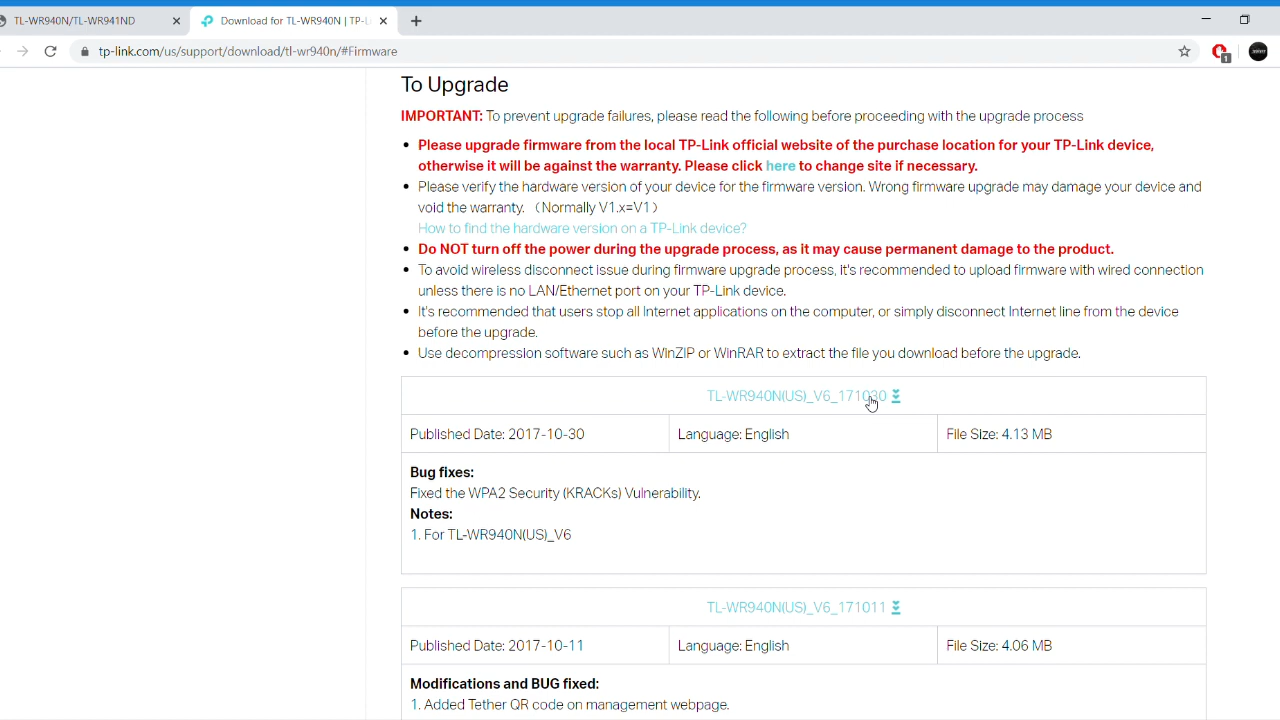 TL-WR940N/TL-WR941ND
Download for TL-WR940N | TP-L
tp-link.com/us/support/download/tl-wr940n/#Firmware
1
To Upgrade
IMPORTANT: To prevent upgrade failures, please read the following before proceeding with the upgrade process
Please upgrade firmware from the local TP-Link official website of the purchase location for your TP-Link device,
otherwise it will be against the warranty. Please click here to change site if necessary.
Please verify the hardware version of your device for the firmware version. Wrong firmware upgrade may damage your device and
void the warranty. （Normally V1.x=V1）
How to find the hardware version on a TP-Link device?
Do NOT turn off the power during the upgrade process, as it may cause permanent damage to the product.
To avoid wireless disconnect issue during firmware upgrade process, it's recommended to upload firmware with wired connection
unless there is no LAN/Ethernet port on your TP-Link device.
It's recommended that users stop all Internet applications on the computer, or simply disconnect Internet line from the device
before the upgrade.
Use decompression software such as WinZIP or WinRAR to extract the file you download before the upgrade.
TL-WR940N(US)_V6_171030
Published Date: 2017-10-30 Language: English File Size: 4.13 MB
Bug fixes:
Fixed the WPA2 Security (KRACKs) Vulnerability.
Notes:
1. For TL-WR940N(US)_V6
TL-WR940N(US)_V6_171011
Published Date: 2017-10-11 Language: English File Size: 4.06 MB
Modifications and BUG fixed:
1. Added Tether QR code on management webpage.